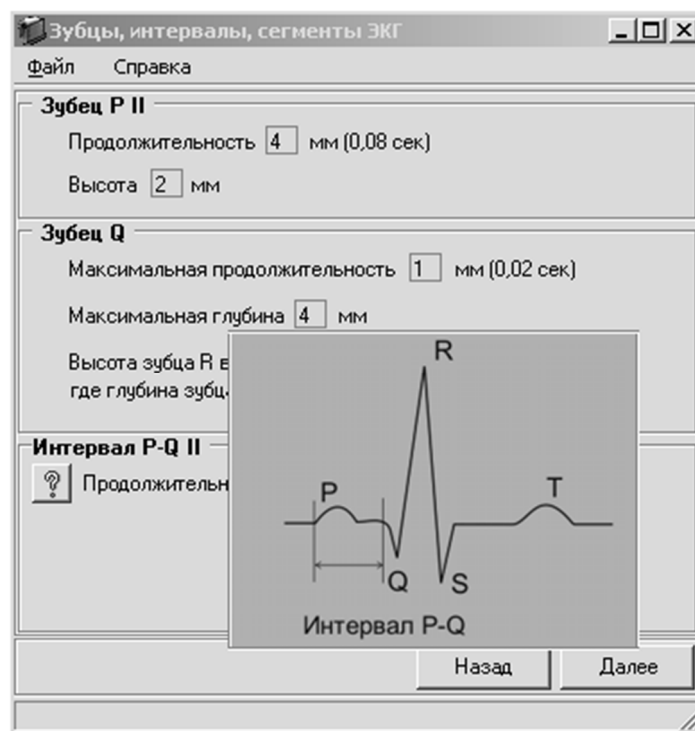 Зубцы, интервалы, сегменты ЭКГ
Файл Справка
Зубец P II
Продолжительность 4 мм (0,08 сек)
Высота 2 мм
Зубец Q
Максимальная продолжительность 1 мм (0,02 сек)
Максимальная глубина 4 мм
Высота зубца R в
где глубина
Интервал P-Q II
? 
R
P
T
Q
S
Интервал P-Q
Назад Далее